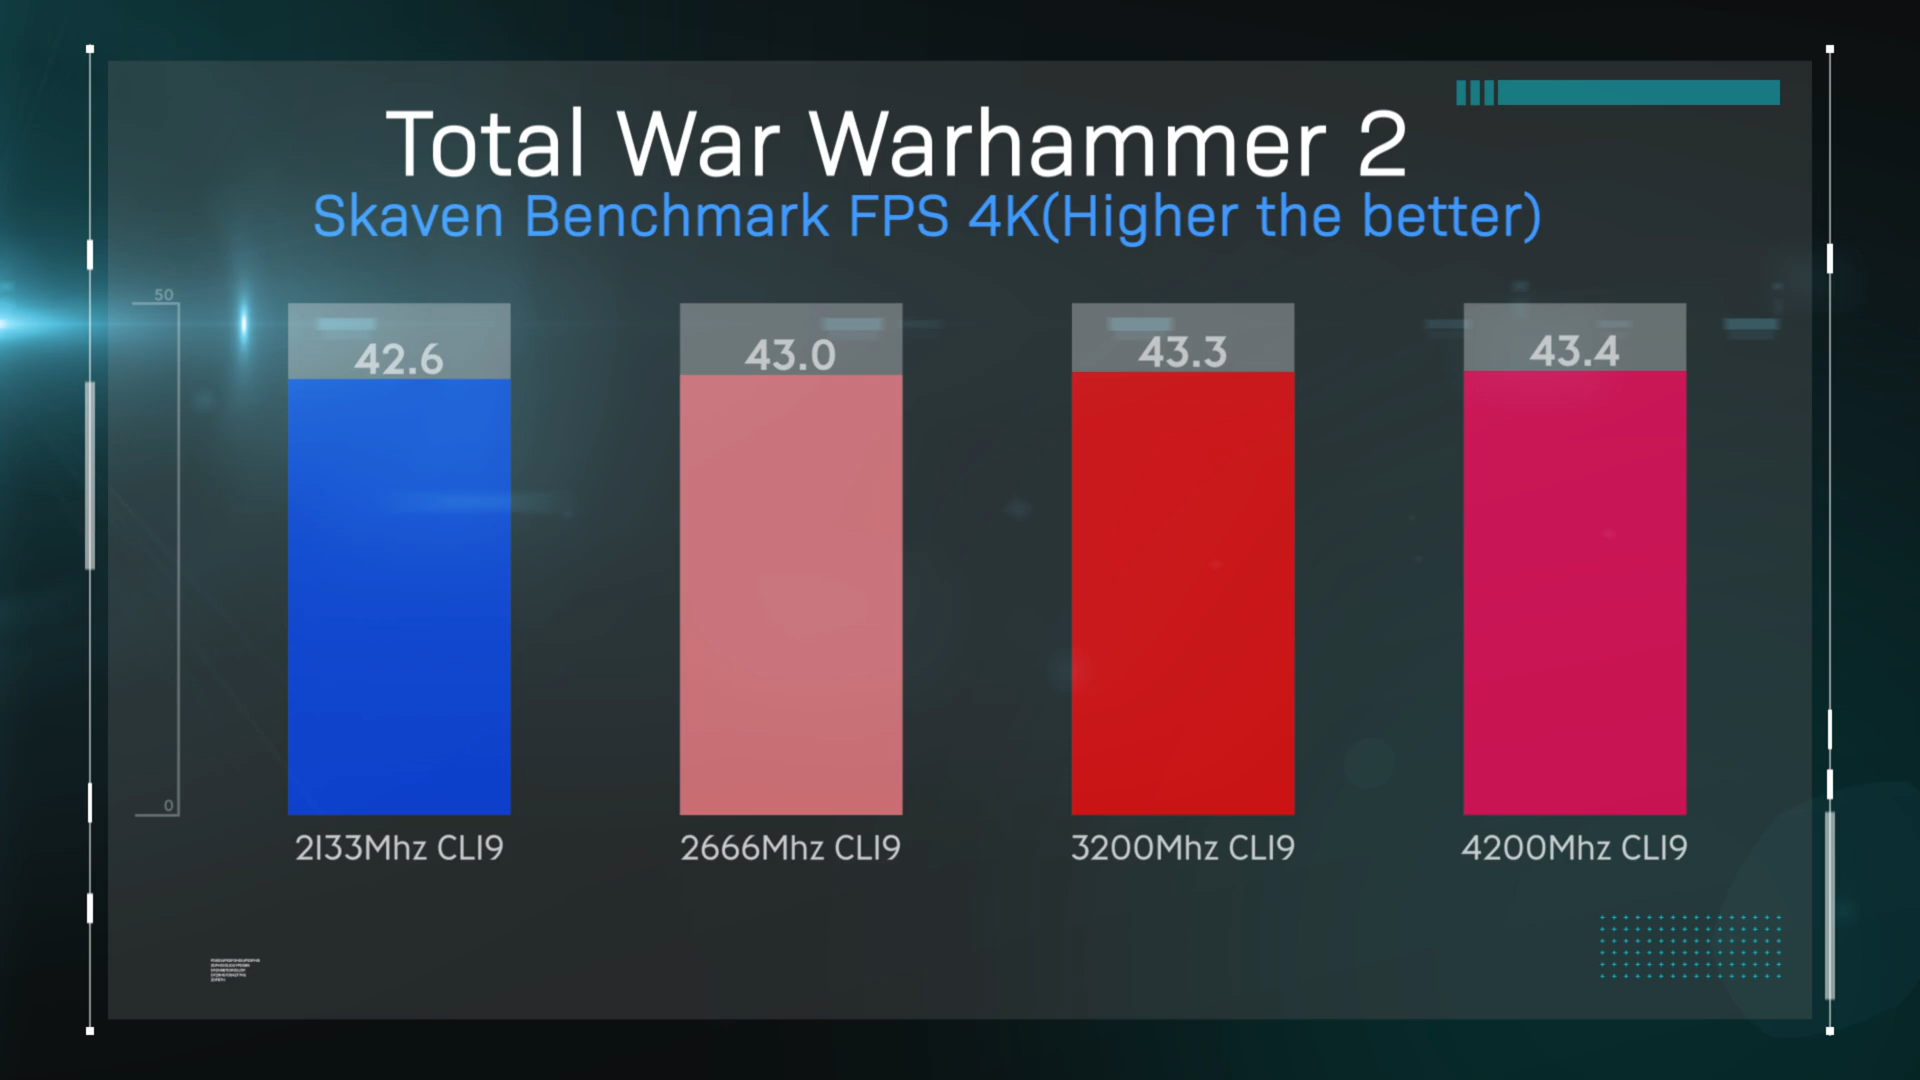 Total War Warhammer 2
Skaven Benchmark FPS 4K(Higher the better)
50
42.6
43.0
43.3
43.4
0
2133Mhz CL19
2666Mhz CL19
3200Mhz CL19
4200Mhz CL19